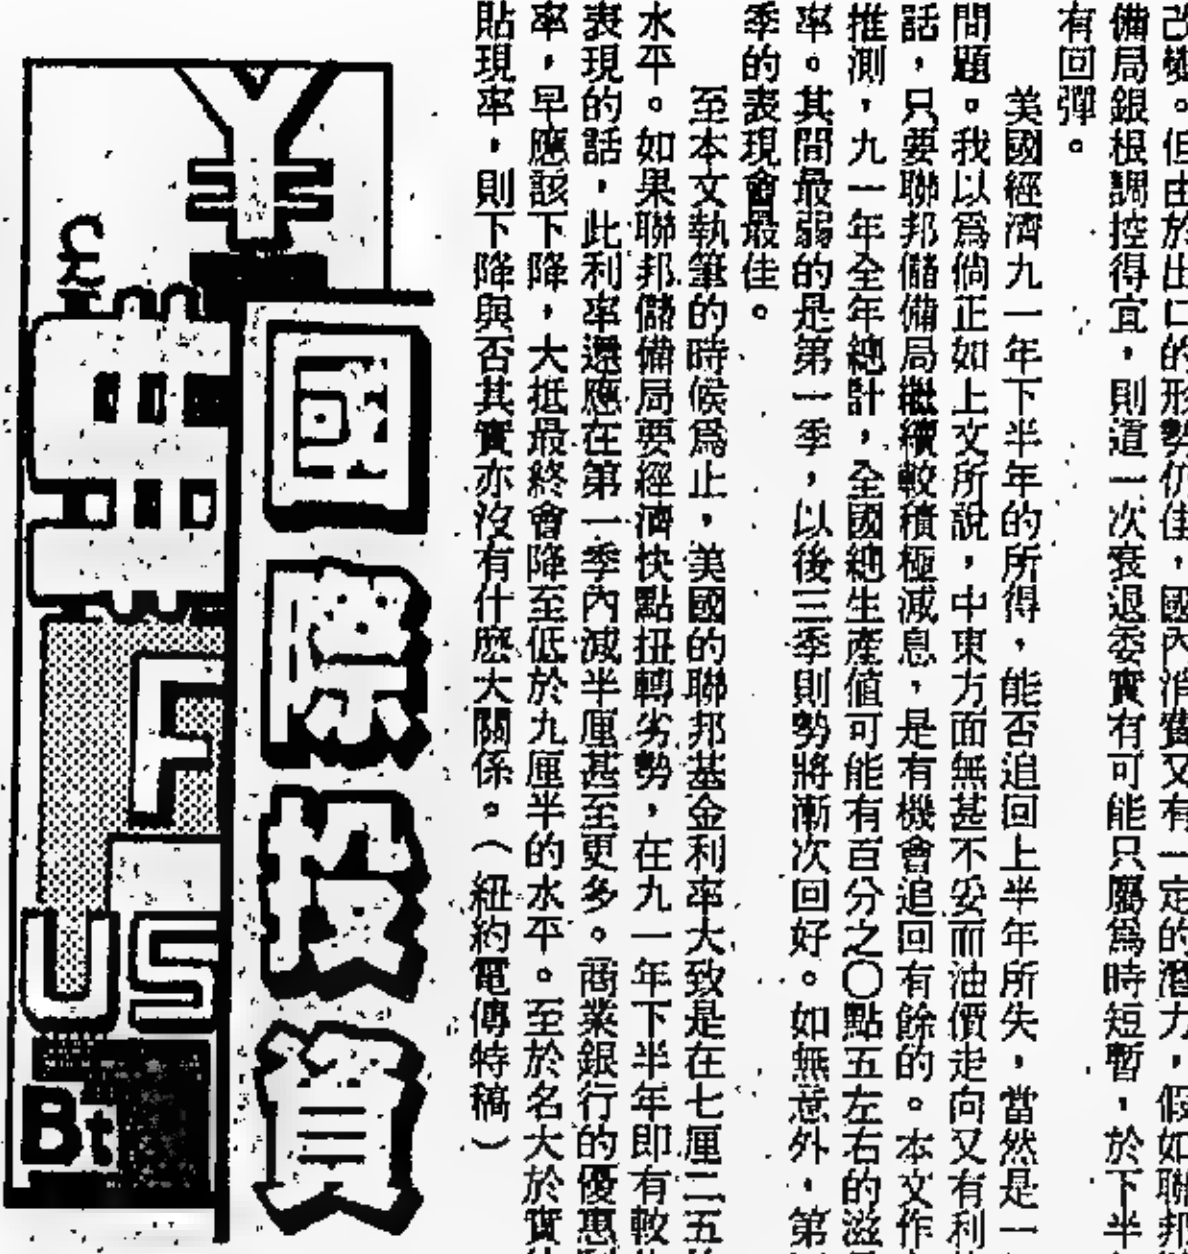 改變。但由於出口的形勢仍佳，國內消費又有一定的潛力，假如聯邦
備局銀根調控得宜，則這一次衰退委實有可能只屬為時短暫，於下半
有回彈。
美國經濟九一年下半年的所得，能否追回上半年所失，當然是一
問題。我以為倘正如上文所說，中東方面無甚不妥而油價走向又有利
話，只要聯邦儲備局繼續較積極減息，是有機會追回有餘的。本文作
推測，九一年全年總計，全國總生產值可能有百分之〇點五左右的滋
率。其間最弱的是第一季，以後三季則勢將漸次回好。如無意外，第
季的表現會最佳。
至本文執筆的時候為止，美國的聯邦基金利率大致是在七厘二五
水平。如果聯邦儲備局要經濟快點扭轉劣勢，在九一年下半年即有較
表現的話，此利率還應在第一季內減半厘甚至更多。商業銀行的優惠
率，早應該下降，大抵最終會降至低於九厘半的水平。至於名大於實
貼現率，則下降與否其實亦沒有什麼大關係。（紐約電傳特稿）
國際投資
¥
£
F
US
Bt